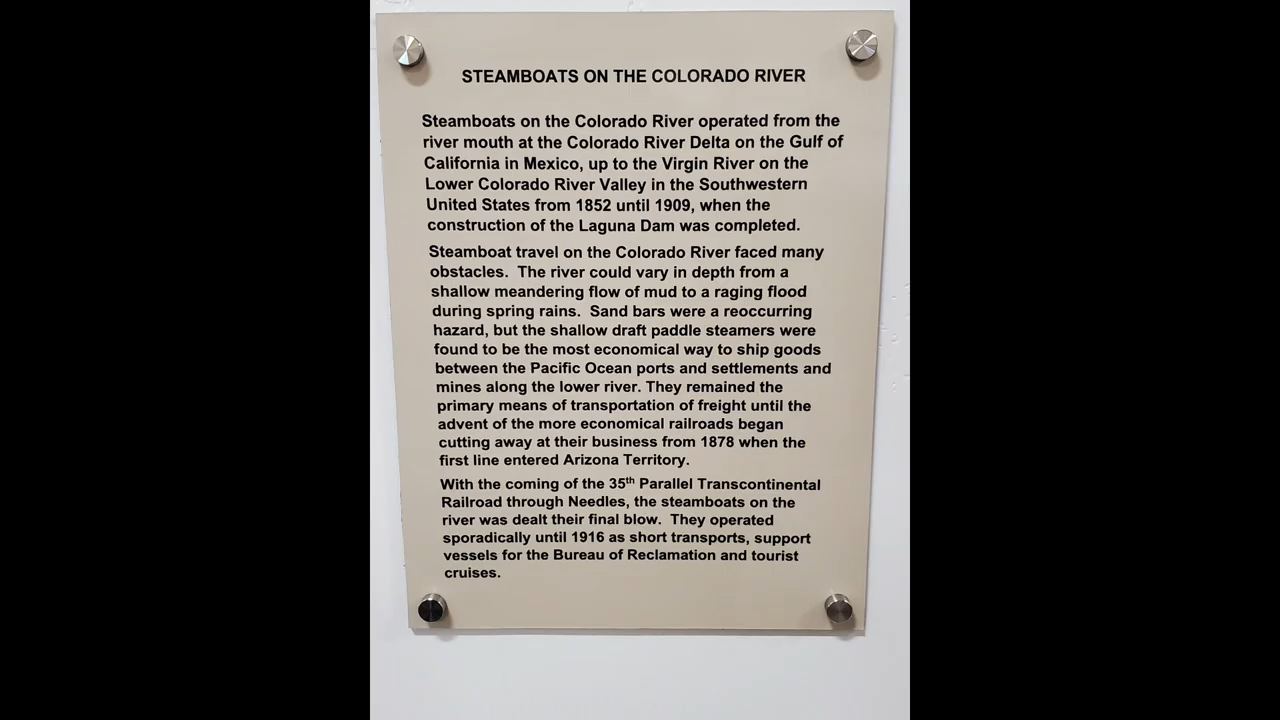 STEAMBOATS ON THE COLORADO RIVER
Steamboats on the Colorado River operated from the
river mouth at the Colorado River Delta on the Gulf of
California in Mexico, up to the Virgin River on the
Lower Colorado River Valley in the Southwestern
United States from 1852 until 1909, when the
construction of the Laguna Dam was completed.
Steamboat travel on the Colorado River faced many
obstacles.  The river could vary in depth from a
shallow meandering flow of mud to a raging flood
during spring rains.  Sand bars were a reoccurring
hazard, but the shallow draft paddle steamers were
found to be the most economical way to ship goods
between the Pacific Ocean ports and settlements and
mines along the lower river. They remained the
primary means of transportation of freight until the
advent of the more economical railroads began
cutting away at their business from 1878 when the
first line entered Arizona Territory.
With the coming of the 35th Parallel Transcontinental
Railroad through Needles, the steamboats on the
river was dealt their final blow.  They operated
sporadically until 1916 as short transports, support
vessels for the Bureau of Reclamation and tourist
cruises.